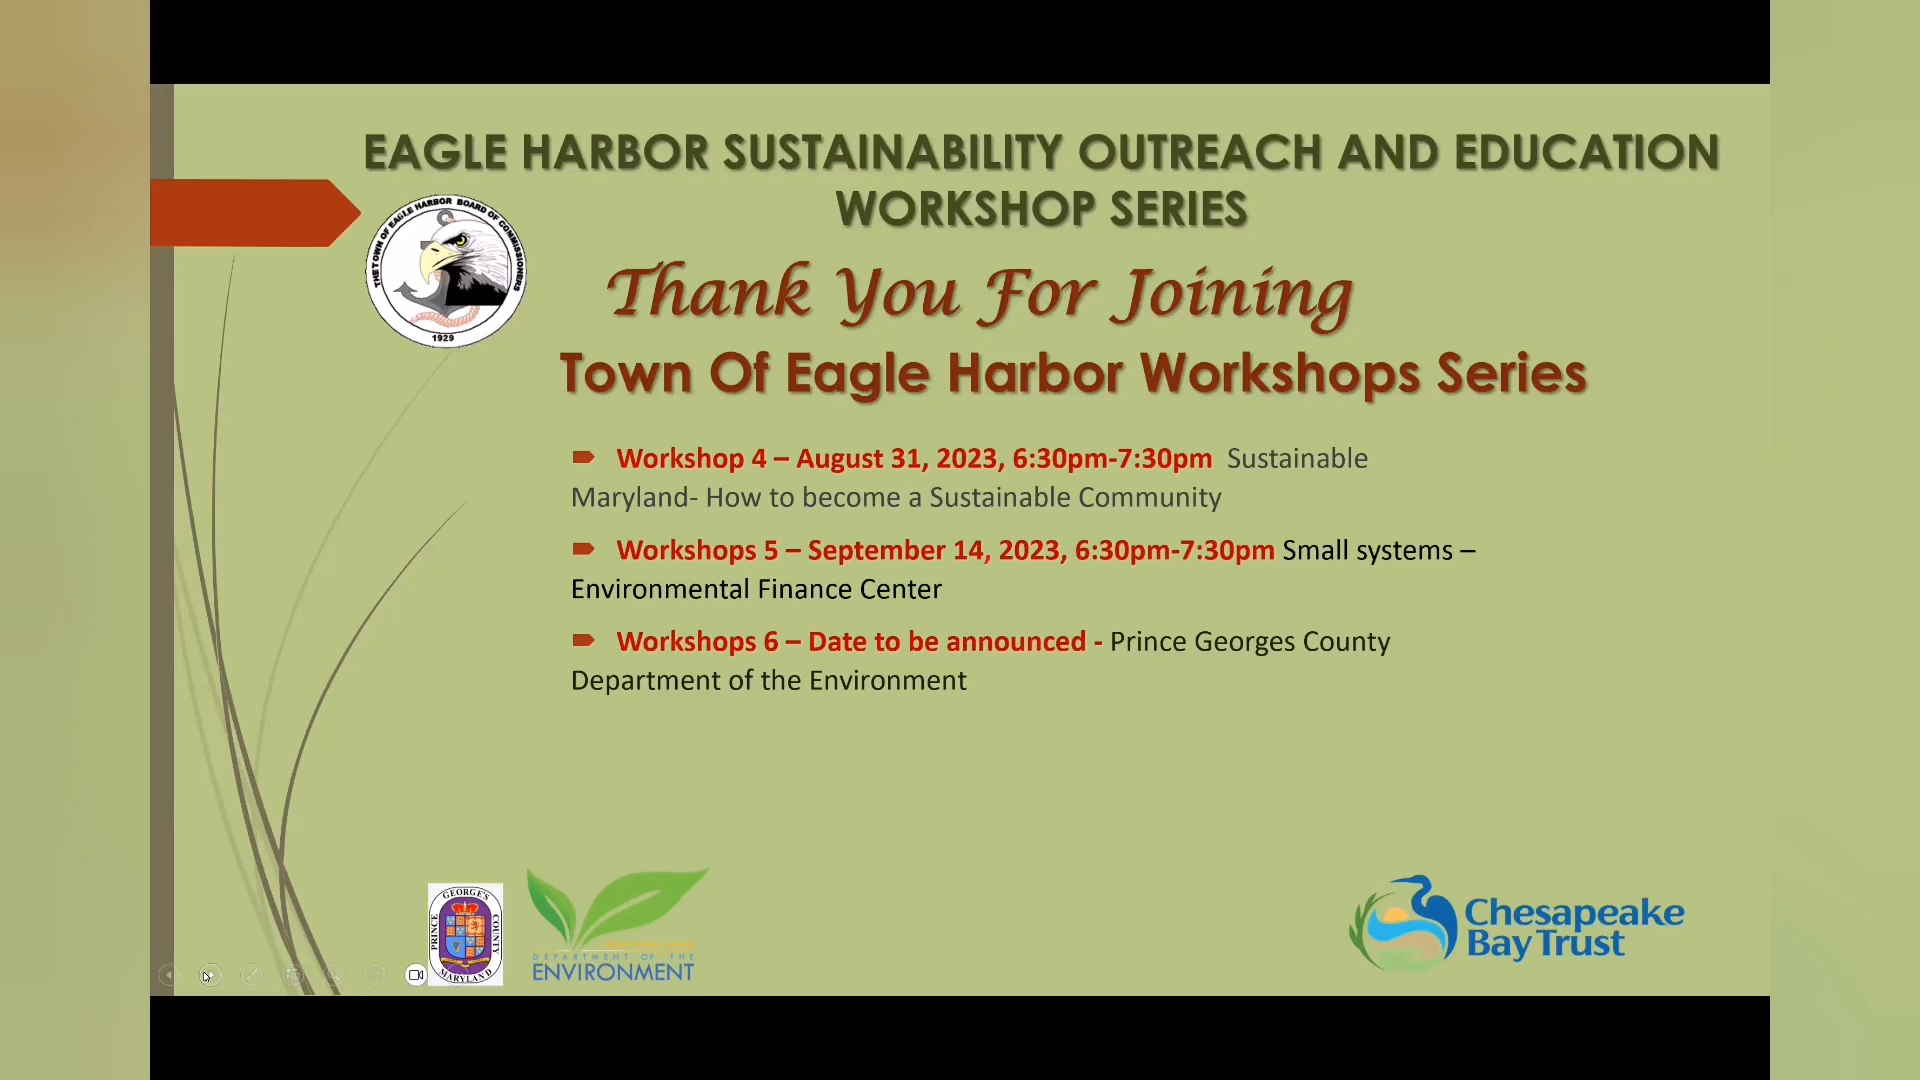 EAGLE HARBOR SUSTAINABILITY OUTREACH AND EDUCATION
WORKSHOP SERIES
THE TOWN OF EAGLE HARBOR BOARD OF COMMISSIONERS
1929
Thank You For Joining
Town Of Eagle Harbor Workshops Series
Workshop 4 – August 31, 2023, 6:30pm-7:30pm Sustainable
Maryland- How to become a Sustainable Community
Workshops 5 – September 14, 2023, 6:30pm-7:30pm Small systems –
Environmental Finance Center
Workshops 6 – Date to be announced - Prince Georges County
Department of the Environment
PRINCE GEORGE'S COUNTY
MARYLAND
DEPARTMENT OF THE
ENVIRONMENT
Chesapeake
Bay Trust